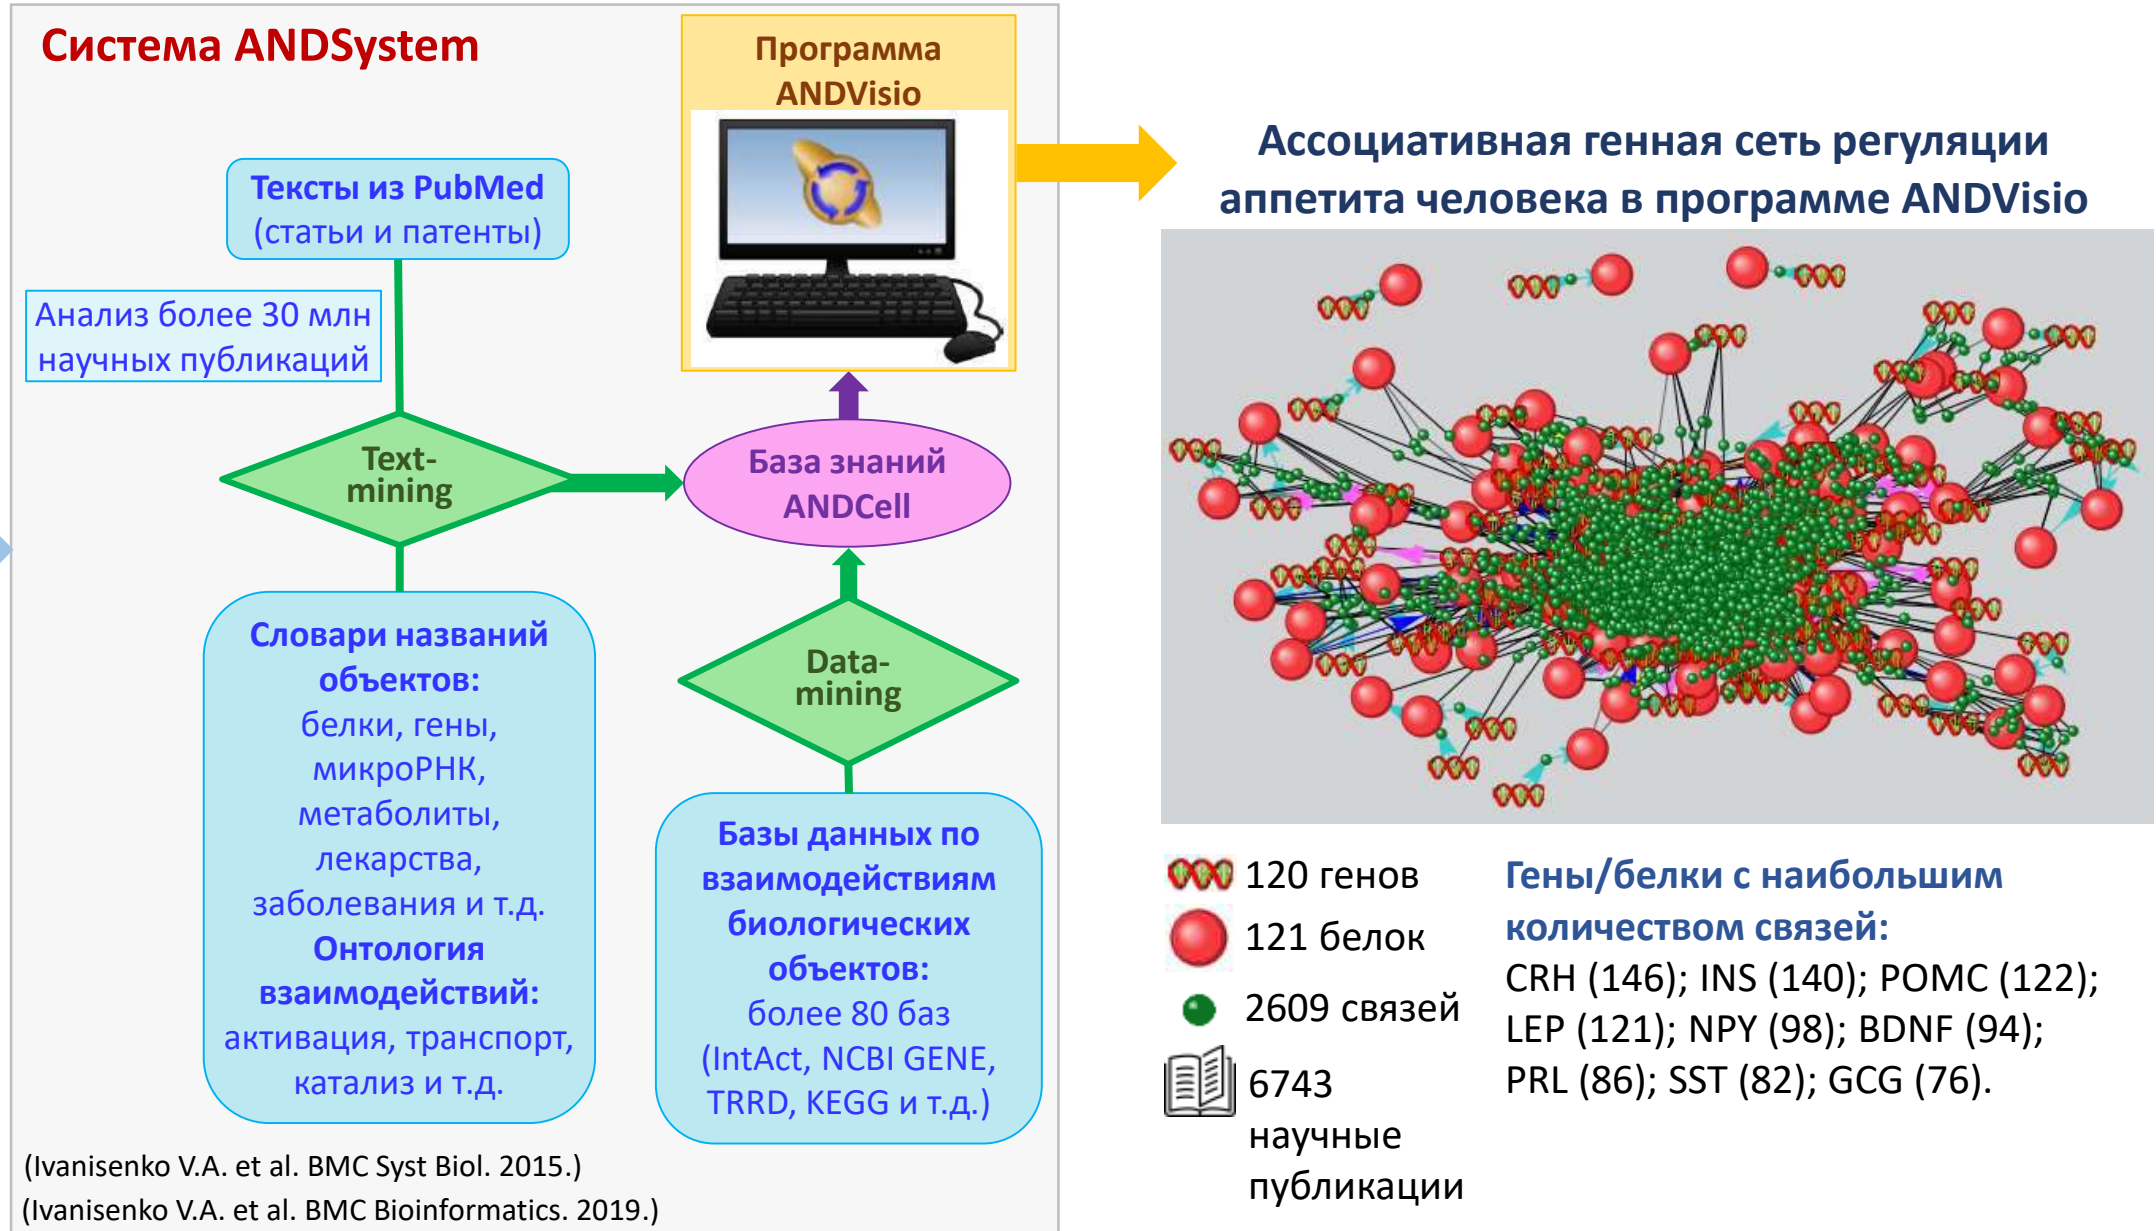 Система ANDSystem
Программа
ANDVisio
Тексты из PubMed
(статьи и патенты)
Анализ более 30 млн
научных публикаций
Text-
mining
База знаний
ANDCell
Словари названий
объектов:
белки, гены,
микроРНК,
метаболиты,
лекарства,
заболевания и т.д.
Онтология
взаимодействий:
активация, транспорт,
катализ и т.д.
Data-
mining
Базы данных по
взаимодействиям
биологических
объектов:
более 80 баз
(IntAct, NCBI GENE,
TRRD, KEGG и т.д.)
(Ivanisenko V.A. et al. BMC Syst Biol. 2015.)
(Ivanisenko V.A. et al. BMC Bioinformatics. 2019.)
Ассоциативная генная сеть регуляции
аппетита человека в программе ANDVisio
120 генов
121 белок
2609 связей
6743
научные
публикации
Гены/белки с наибольшим
количеством связей:
CRH (146); INS (140); POMC (122);
LEP (121); NPY (98); BDNF (94);
PRL (86); SST (82); GCG (76).